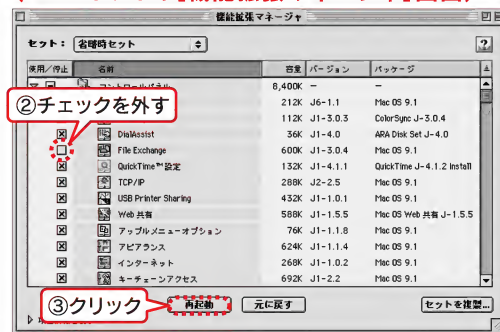 機能拡張マネージャ
セット： 省略時セット
使用／停止 名前 容量 バージョン パッケージ
コントロールパネル 8,400K － －
②チェックを外す
212K J6-1.1 Mac OS 9.1
112K J1-3.0.3 ColorSync J-3.0.4
DialAssist 36K J1-4.0 ARA Disk Set J-4.0
File Exchange 600K J1-3.0.4 Mac OS 9.1
QuickTime™ 設定 132K J1-4.1.1 QuickTime J-4.1.2 Install
TCP/IP 288K J2-2.5 Mac OS 9.1
USB Printer Sharing 432K J1-1.0.1 Mac OS 9.1
Web 共有 588K J1-1.5.5 Mac OS Web 共有 J-1.5.5
アップルメニューオプション 76K J1-1.1.8 Mac OS 9.1
アピアランス 624K J1-1.1.4 Mac OS 9.1
インターネット 268K J1-1.0.2 Mac OS 9.1
キーチェーンアクセス 692K J1-2.2 Mac OS 9.1
③クリック 再起動 元に戻す セットを複製...